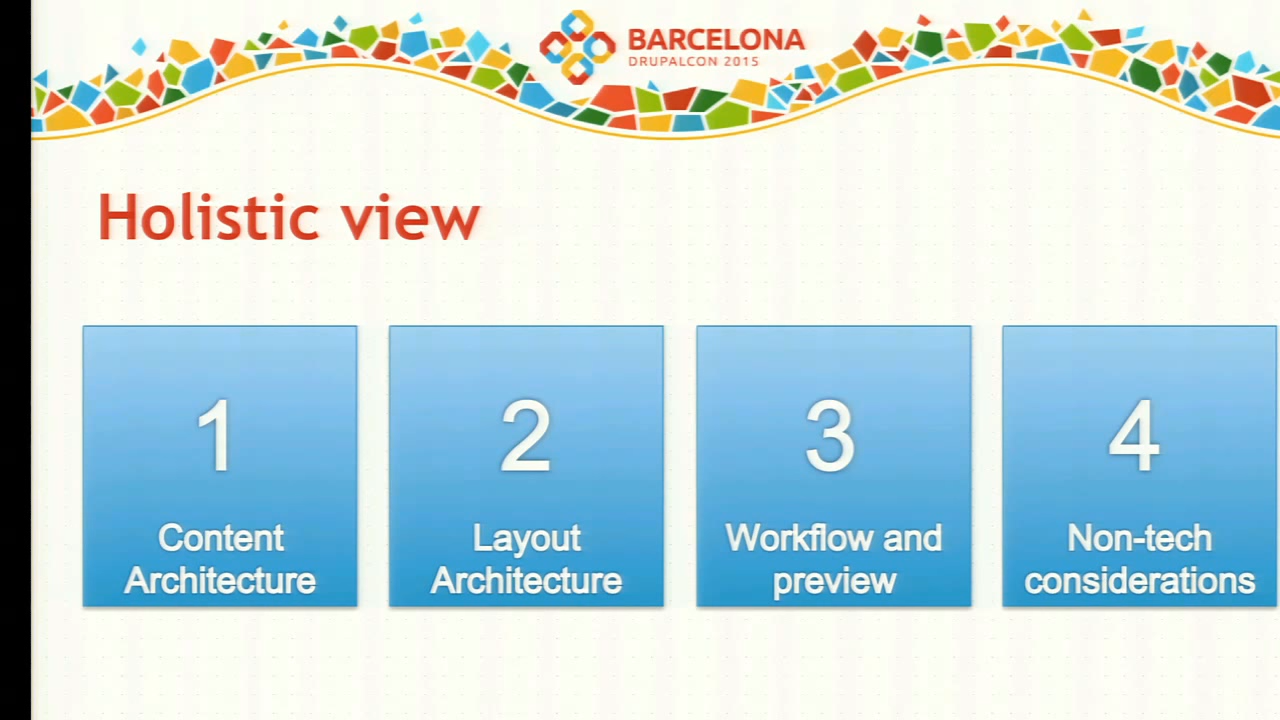 BARCELONA
DRUPALCON 2015
Holistic view
1
Content
Architecture
2
Layout
Architecture
3
Workflow and
preview
4
Non-tech
considerations